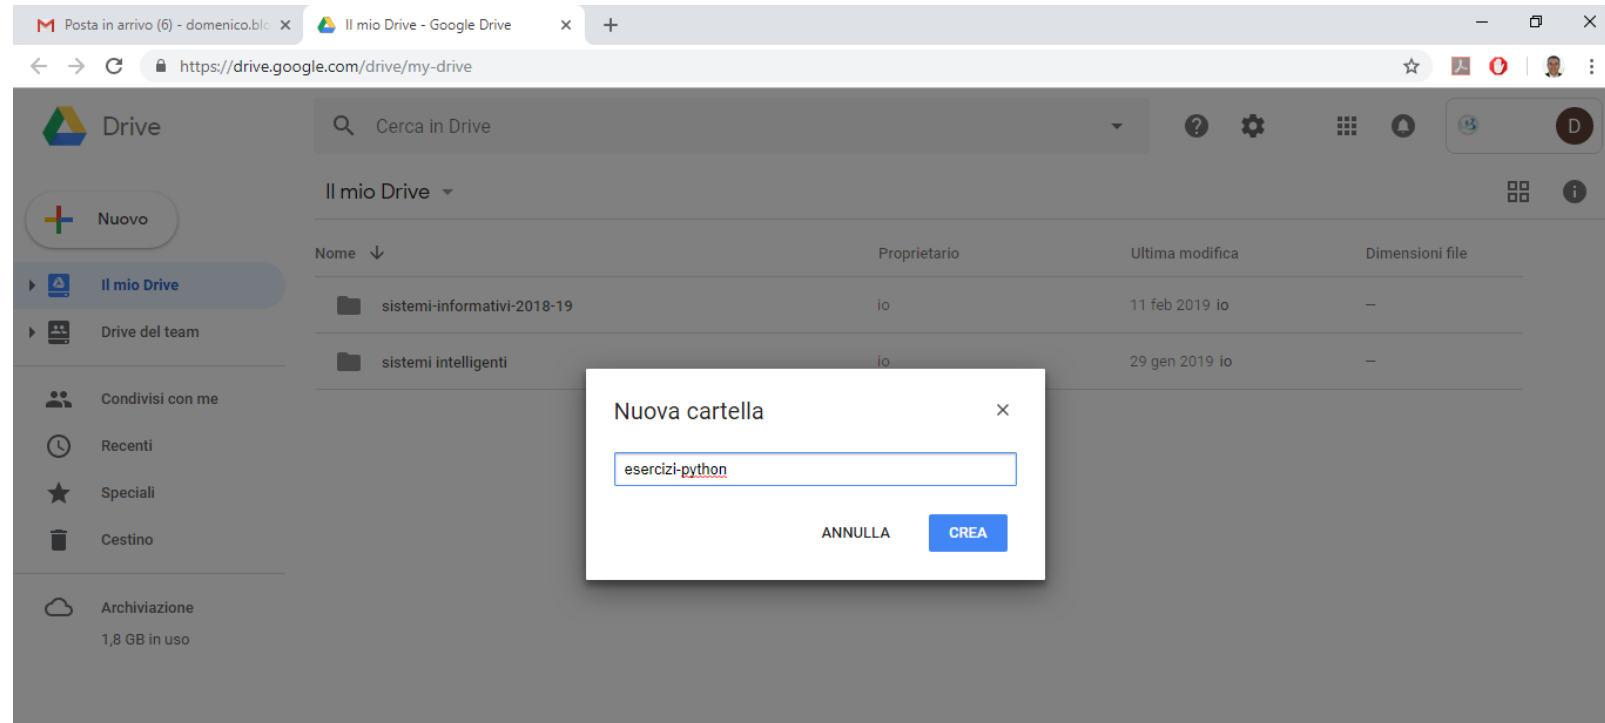 Posta in arrivo (6) - domenico.blo
Il mio Drive - Google Drive
https://drive.google.com/drive/my-drive
Drive
Cerca in Drive
D
Il mio Drive
Nuovo
Nome Proprietario Ultima modifica Dimensioni file
Il mio Drive
sistemi-informativi-2018-19 io 11 feb 2019 io –
Drive del team
sistemi intelligenti io 29 gen 2019 io –
Condivisi con me
Recenti
Speciali
Cestino
Archiviazione
1,8 GB in uso
Nuova cartella
esercizi-python
ANNULLA CREA